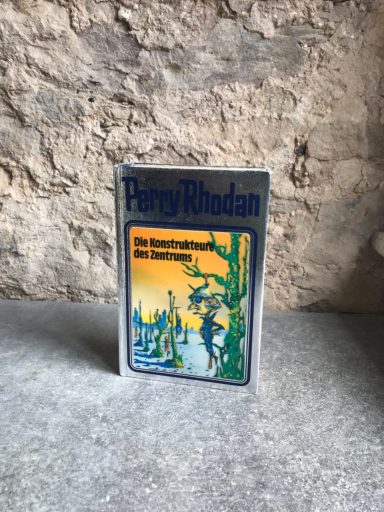 Perry Rhodan
Die Konstrukteure
des Zentrums